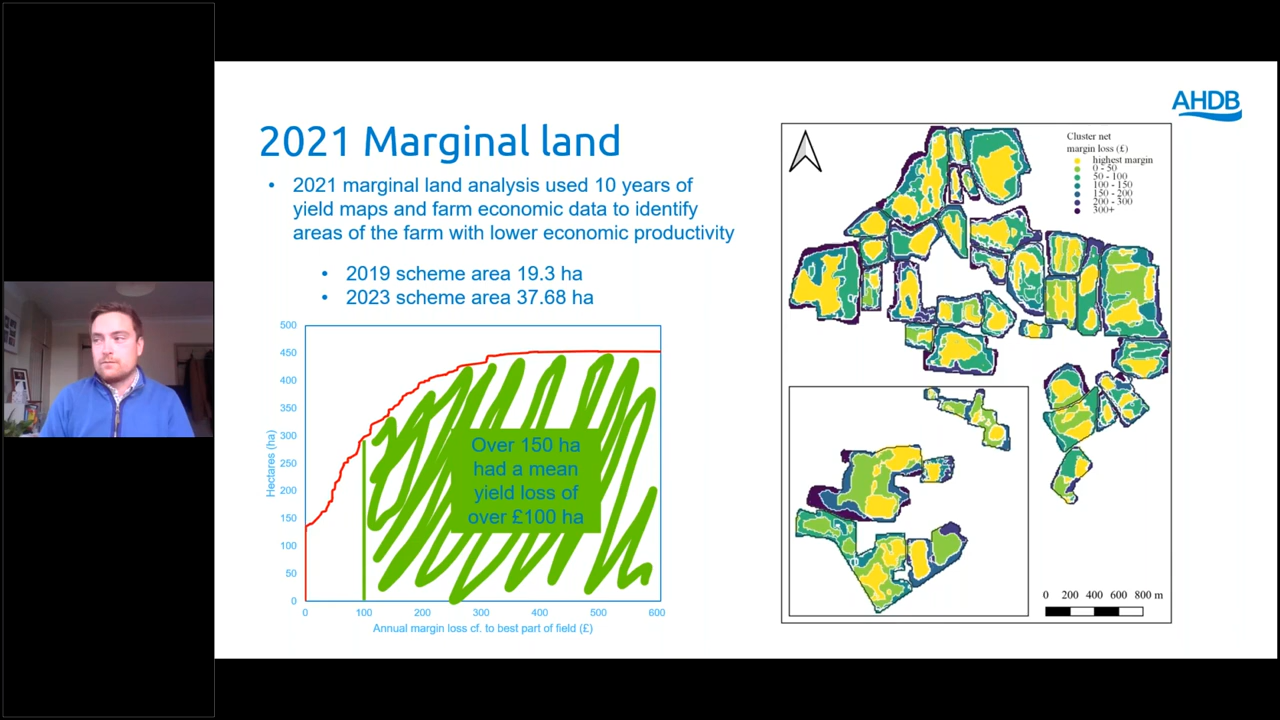 AHDB
2021 Marginal land
• 2021 marginal land analysis used 10 years of
yield maps and farm economic data to identify
areas of the farm with lower economic productivity
• 2019 scheme area 19.3 ha
• 2023 scheme area 37.68 ha
500
450
400
350
300
250
200
150
100
50
0
Hectares (ha)
Over 150 ha
had a mean
yield loss of
over £100 ha
0 100 200 300 400 500 600
Annual margin loss cf. to best part of field (£)
Cluster net
margin loss (£)
highest margin
0 - 50
50 - 100
100 - 150
150 - 200
200 - 300
300+
0 200 400 600 800 m